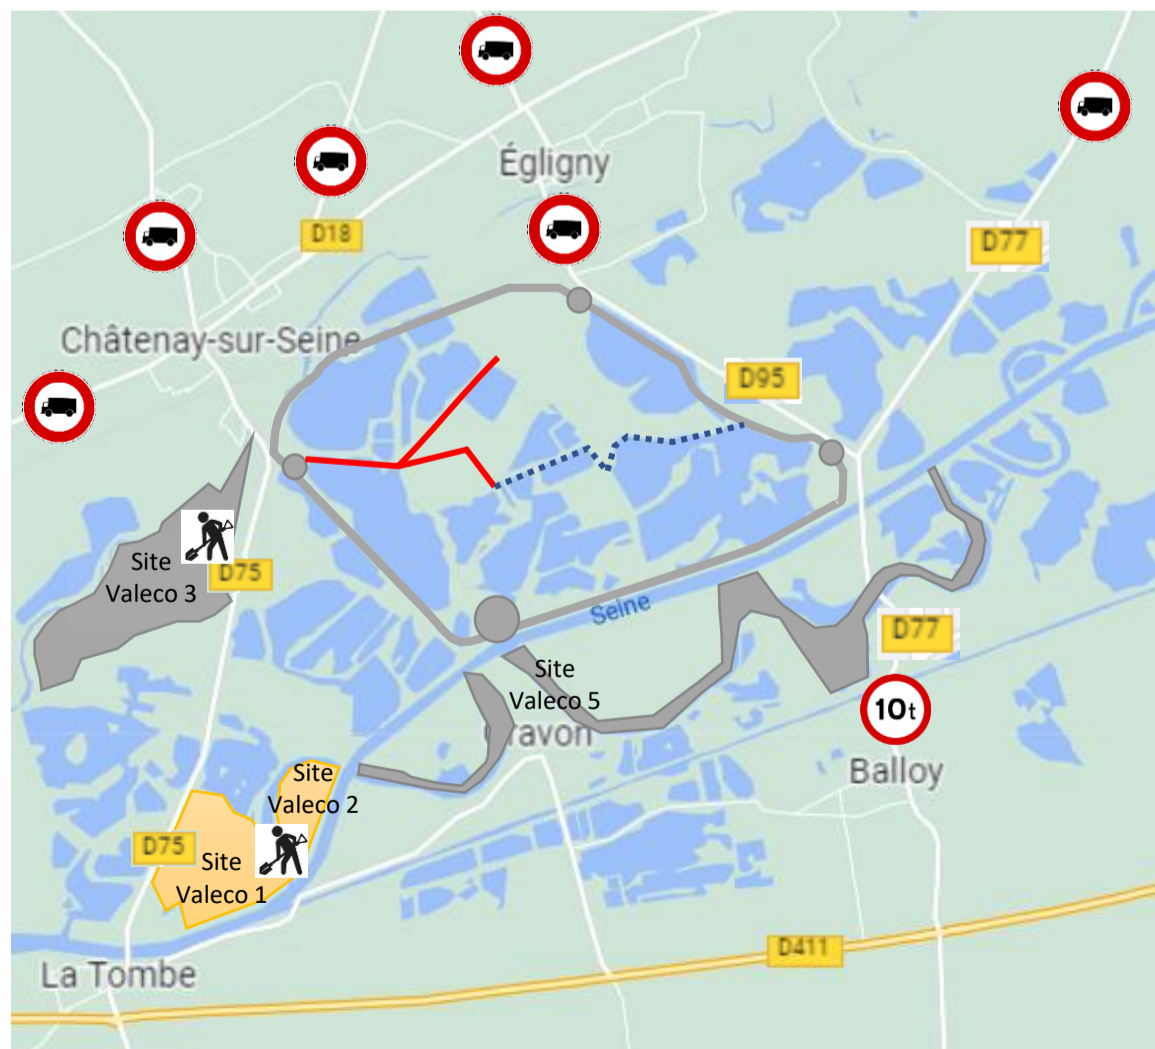 Égligny
D18
D77
Châtenay-sur-Seine
D95
Site
Valeco 3
D75
Seine
D77
Site
Valeco 5
10t
Gravon
Balloy
Site
Valeco 2
D75
Site
Valeco 1
D411
La Tombe